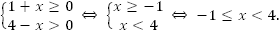 {1 + x ≥ 0 ⇔ {x ≥ −1 ⇔ −1 ≤ x < 4.
4 − x > 0 x < 4